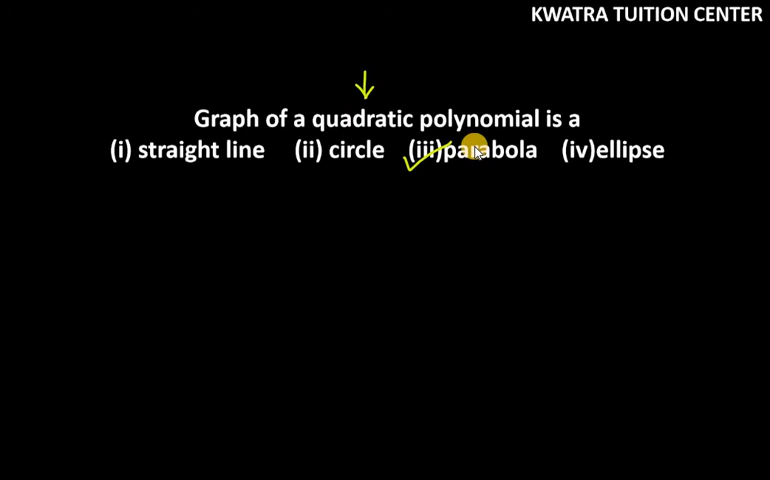 KWATRA TUITION CENTER
Graph of a quadratic polynomial is a
(i) straight line (ii) circle (iii)parabola (iv)ellipse